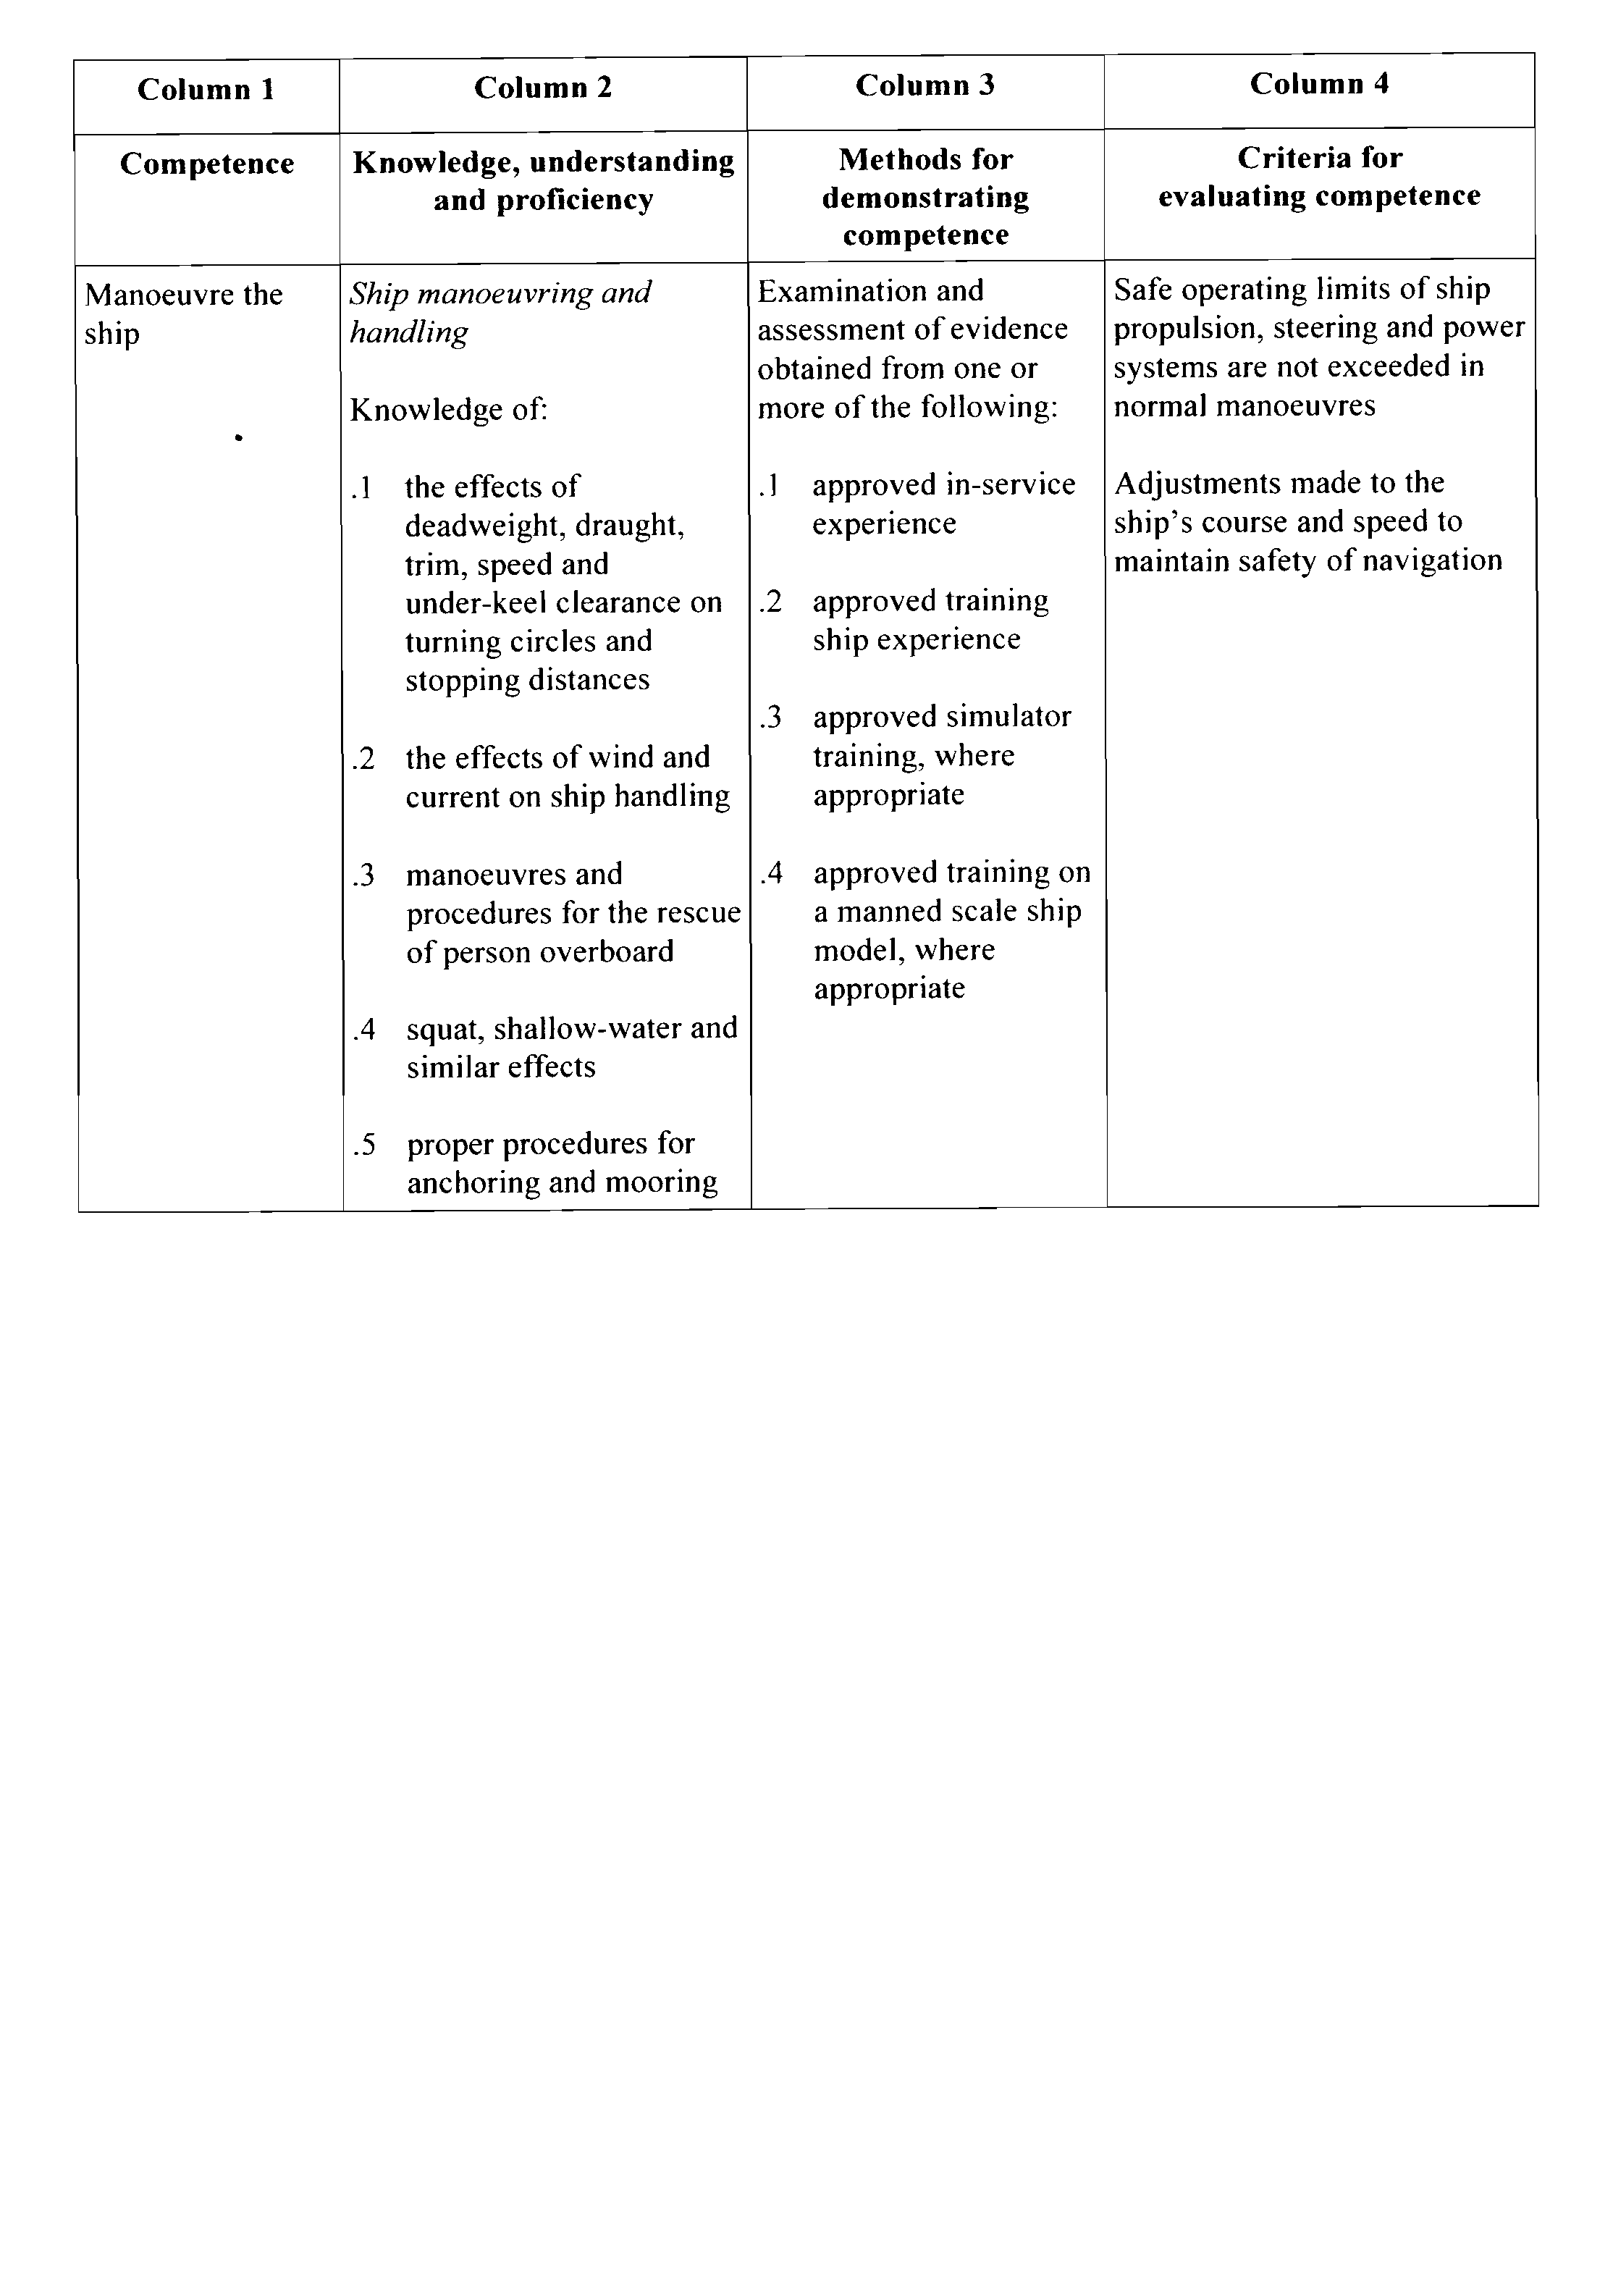 Column 1
Column 2
Column 3
Column 4
Competence
Knowledge, understanding
and proficiency
Methods for
demonstrating
competence
Criteria for
evaluating competence
Manoeuvre the
ship
Ship manoeuvring and
handling
Knowledge of:
.1 the effects of
deadweight, draught,
trim, speed and
under-keel clearance on
turning circles and
stopping distances
.2 the effects of wind and
current on ship handling
.3 manoeuvres and
procedures for the rescue
of person overboard
.4 squat, shallow-water and
similar effects
.5 proper procedures for
anchoring and mooring
Examination and
assessment of evidence
obtained from one or
more of the following:
.1 approved in-service
experience
.2 approved training
ship experience
.3 approved simulator
training, where
appropriate
.4 approved training on
a manned scale ship
model, where
appropriate
Safe operating limits of ship
propulsion, steering and power
systems are not exceeded in
normal manoeuvres
Adjustments made to the
ship's course and speed to
maintain safety of navigation